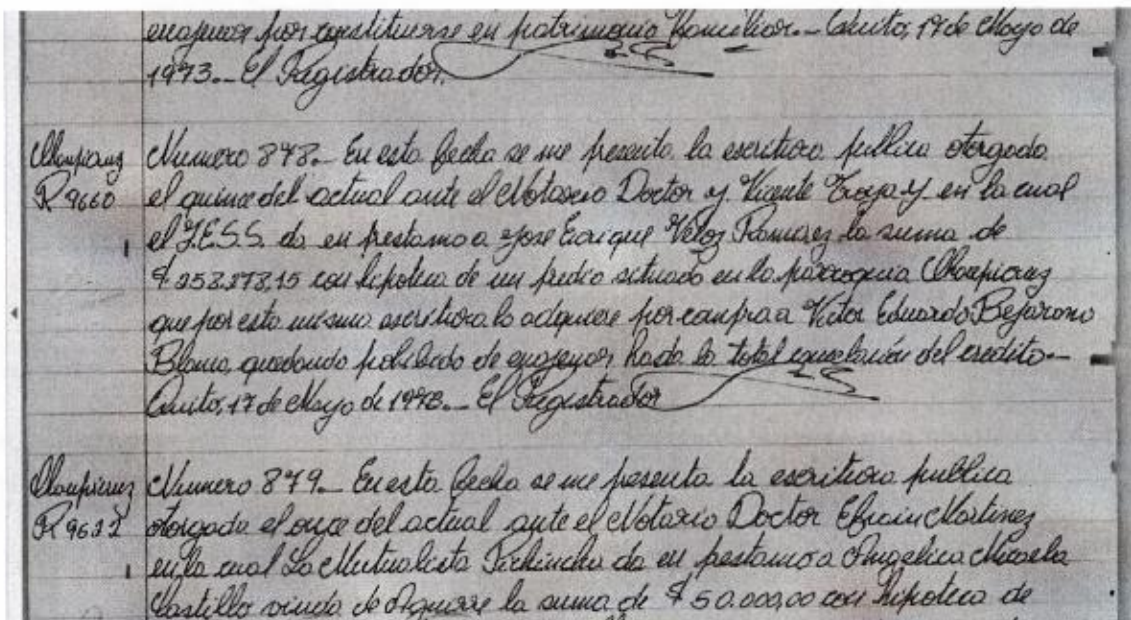 enagenar por constituirse en patrimonio familiar.- Quito, 17 de Mayo de
1973.- El Registrador.
Chaupicruz
R 9660
Numero 878.- En esta fecha se me presenta la escritura publica otorgada
el quince del actual ante el Notario Doctor J. Vicente Troya J. en la cual
el I.E.S.S. da en prestamo a Jose Enrique Veloz Ramirez la suma de
$ 258.878,15 con hipoteca de un predio situado en la parroquia Chaupicruz
que por esta misma escritura lo adquiere por compra a Victor Eduardo Bejarano
Blanco, quedando prohibido de enagenar hasta la total cancelación del credito.-
Quito, 17 de Mayo de 1973.- El Registrador
Chaupicruz
R 9632
Numero 879.- En esta fecha se me presenta la escritura publica
otorgada el once del actual ante el Notario Doctor Efrain Martinez
en la cual La Mutualista Pichincha da en prestamo a Angelica Micaela
Castillo viuda de Aguirre la suma de $ 50.000,00 con hipoteca de